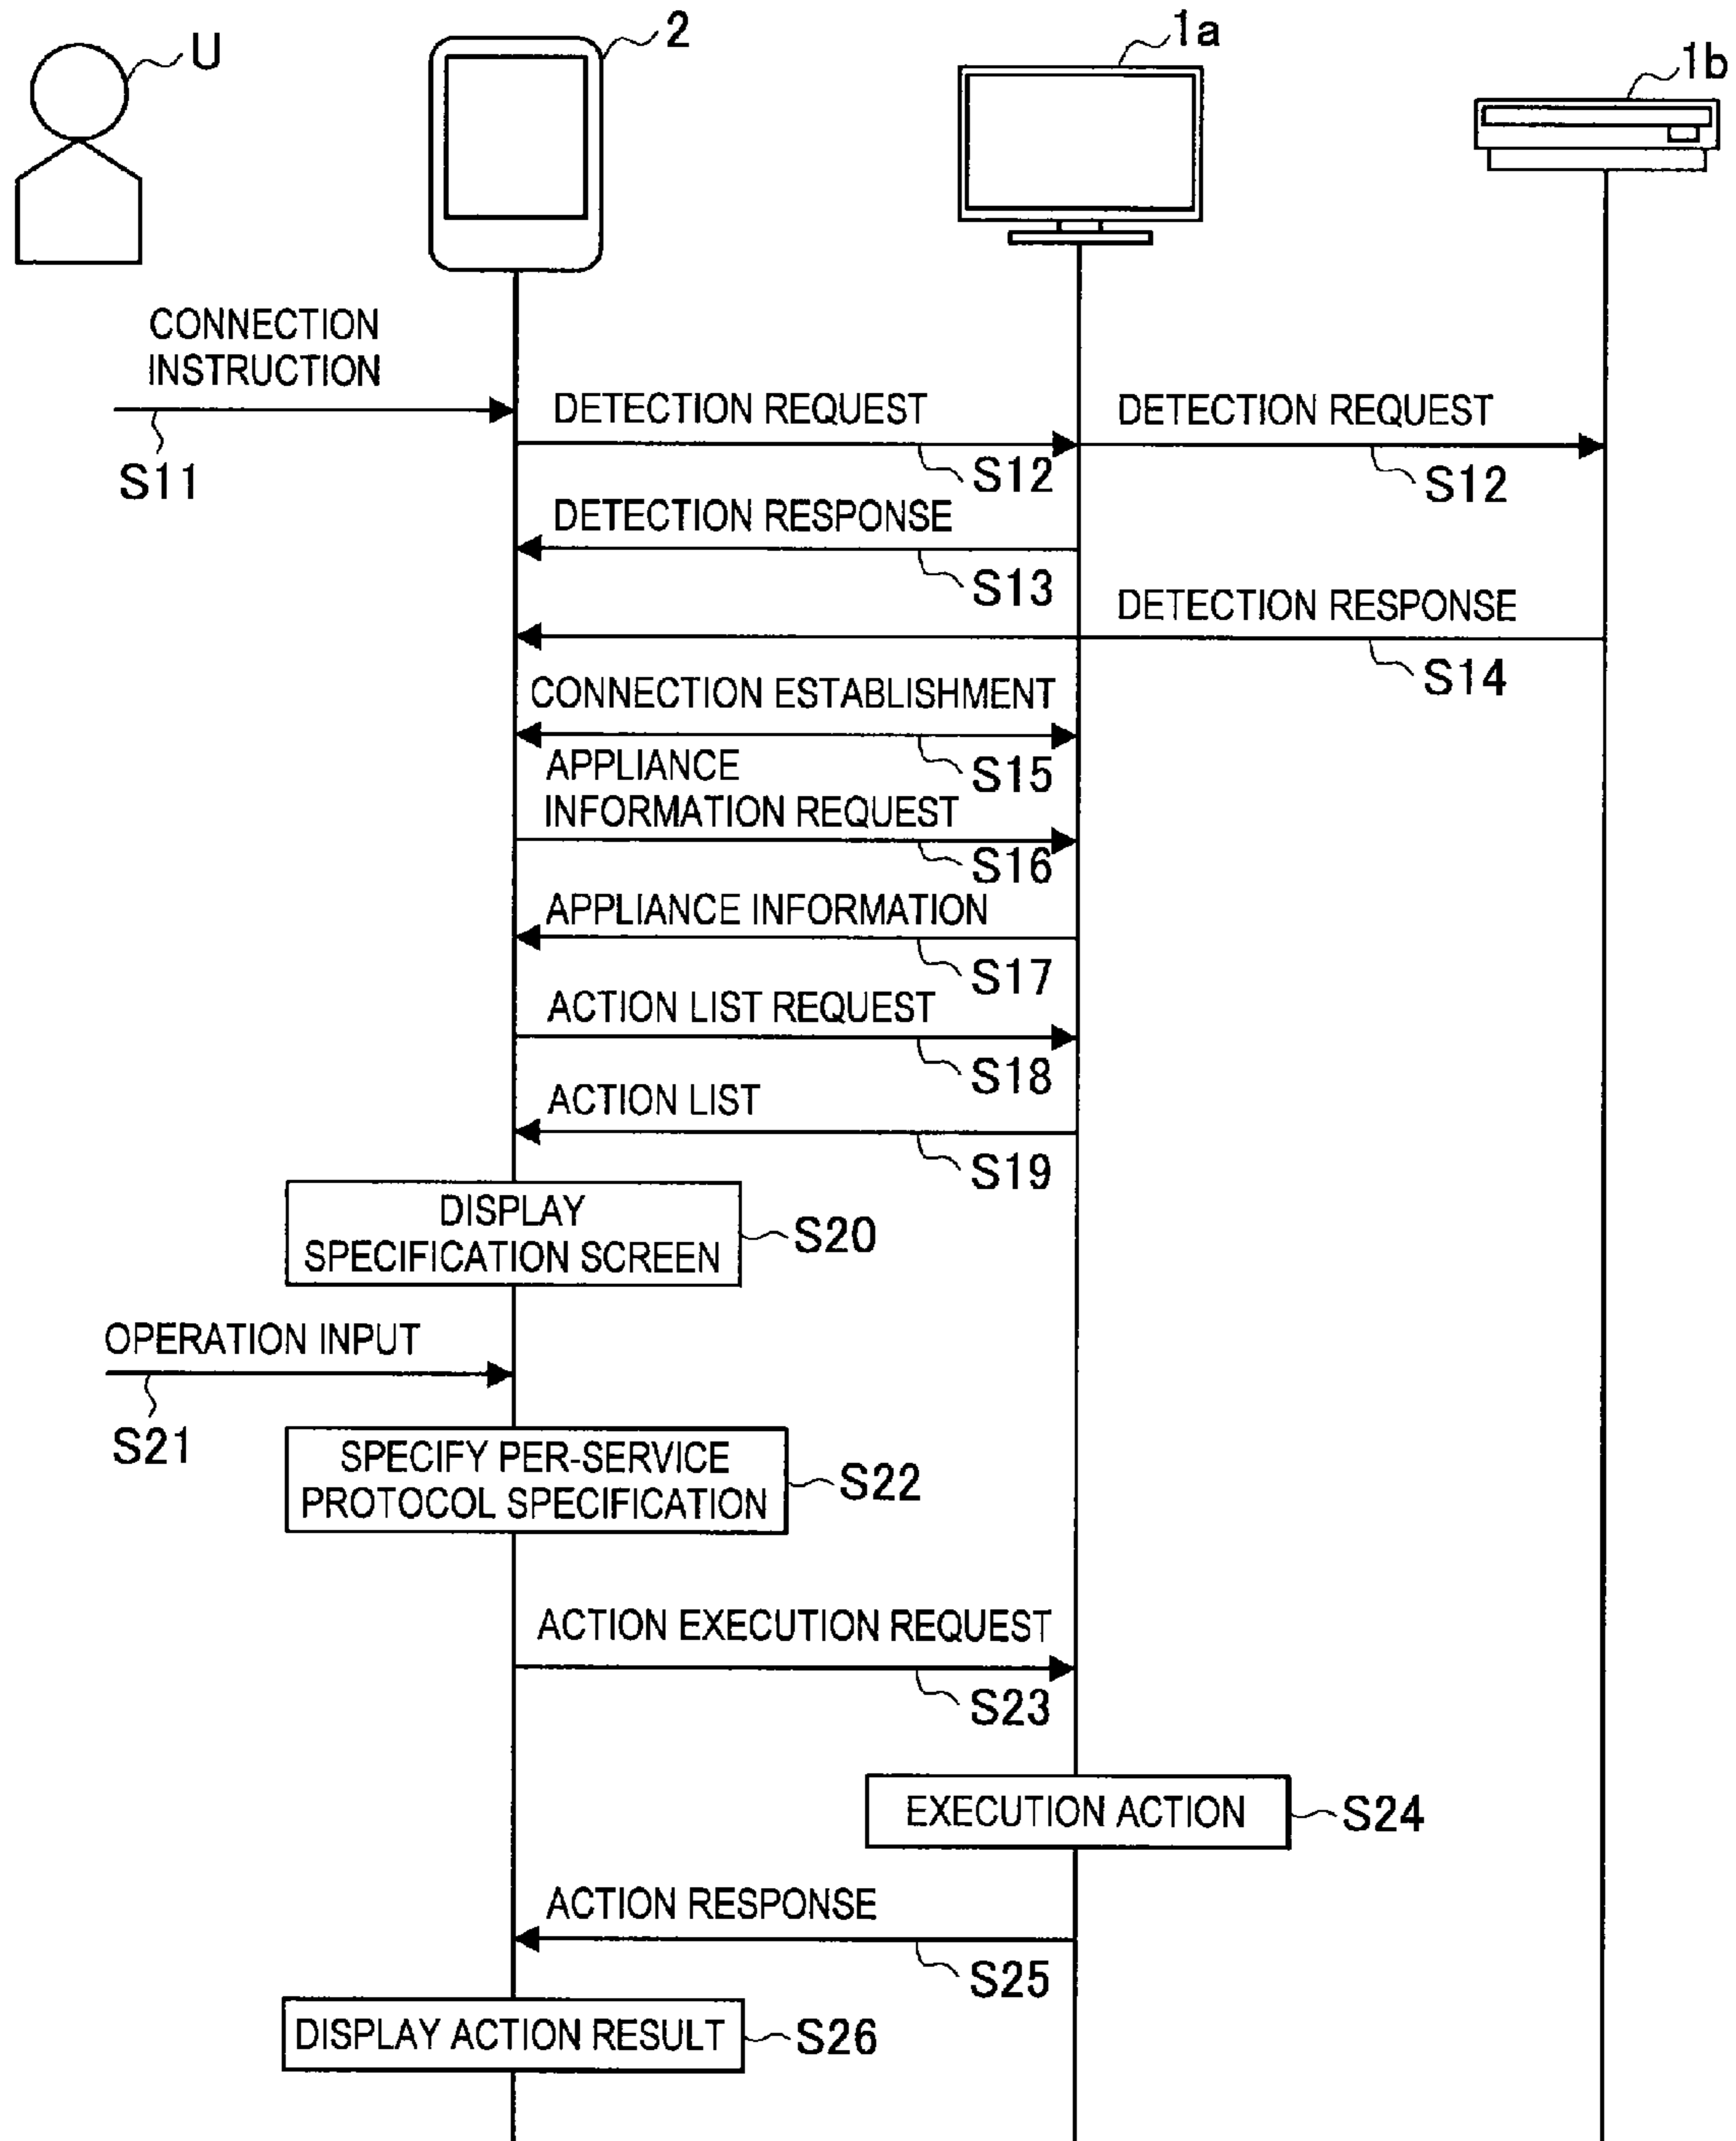 U
2
1a
1b
CONNECTION
INSTRUCTION
S11
DETECTION REQUEST
S12
DETECTION REQUEST
S12
DETECTION RESPONSE
S13
DETECTION RESPONSE
S14
CONNECTION ESTABLISHMENT
S15
APPLIANCE
INFORMATION REQUEST
S16
APPLIANCE INFORMATION
S17
ACTION LIST REQUEST
S18
ACTION LIST
S19
DISPLAY
SPECIFICATION SCREEN
S20
OPERATION INPUT
S21
SPECIFY PER-SERVICE
PROTOCOL SPECIFICATION
S22
ACTION EXECUTION REQUEST
S23
EXECUTION ACTION
S24
ACTION RESPONSE
S25
DISPLAY ACTION RESULT
S26